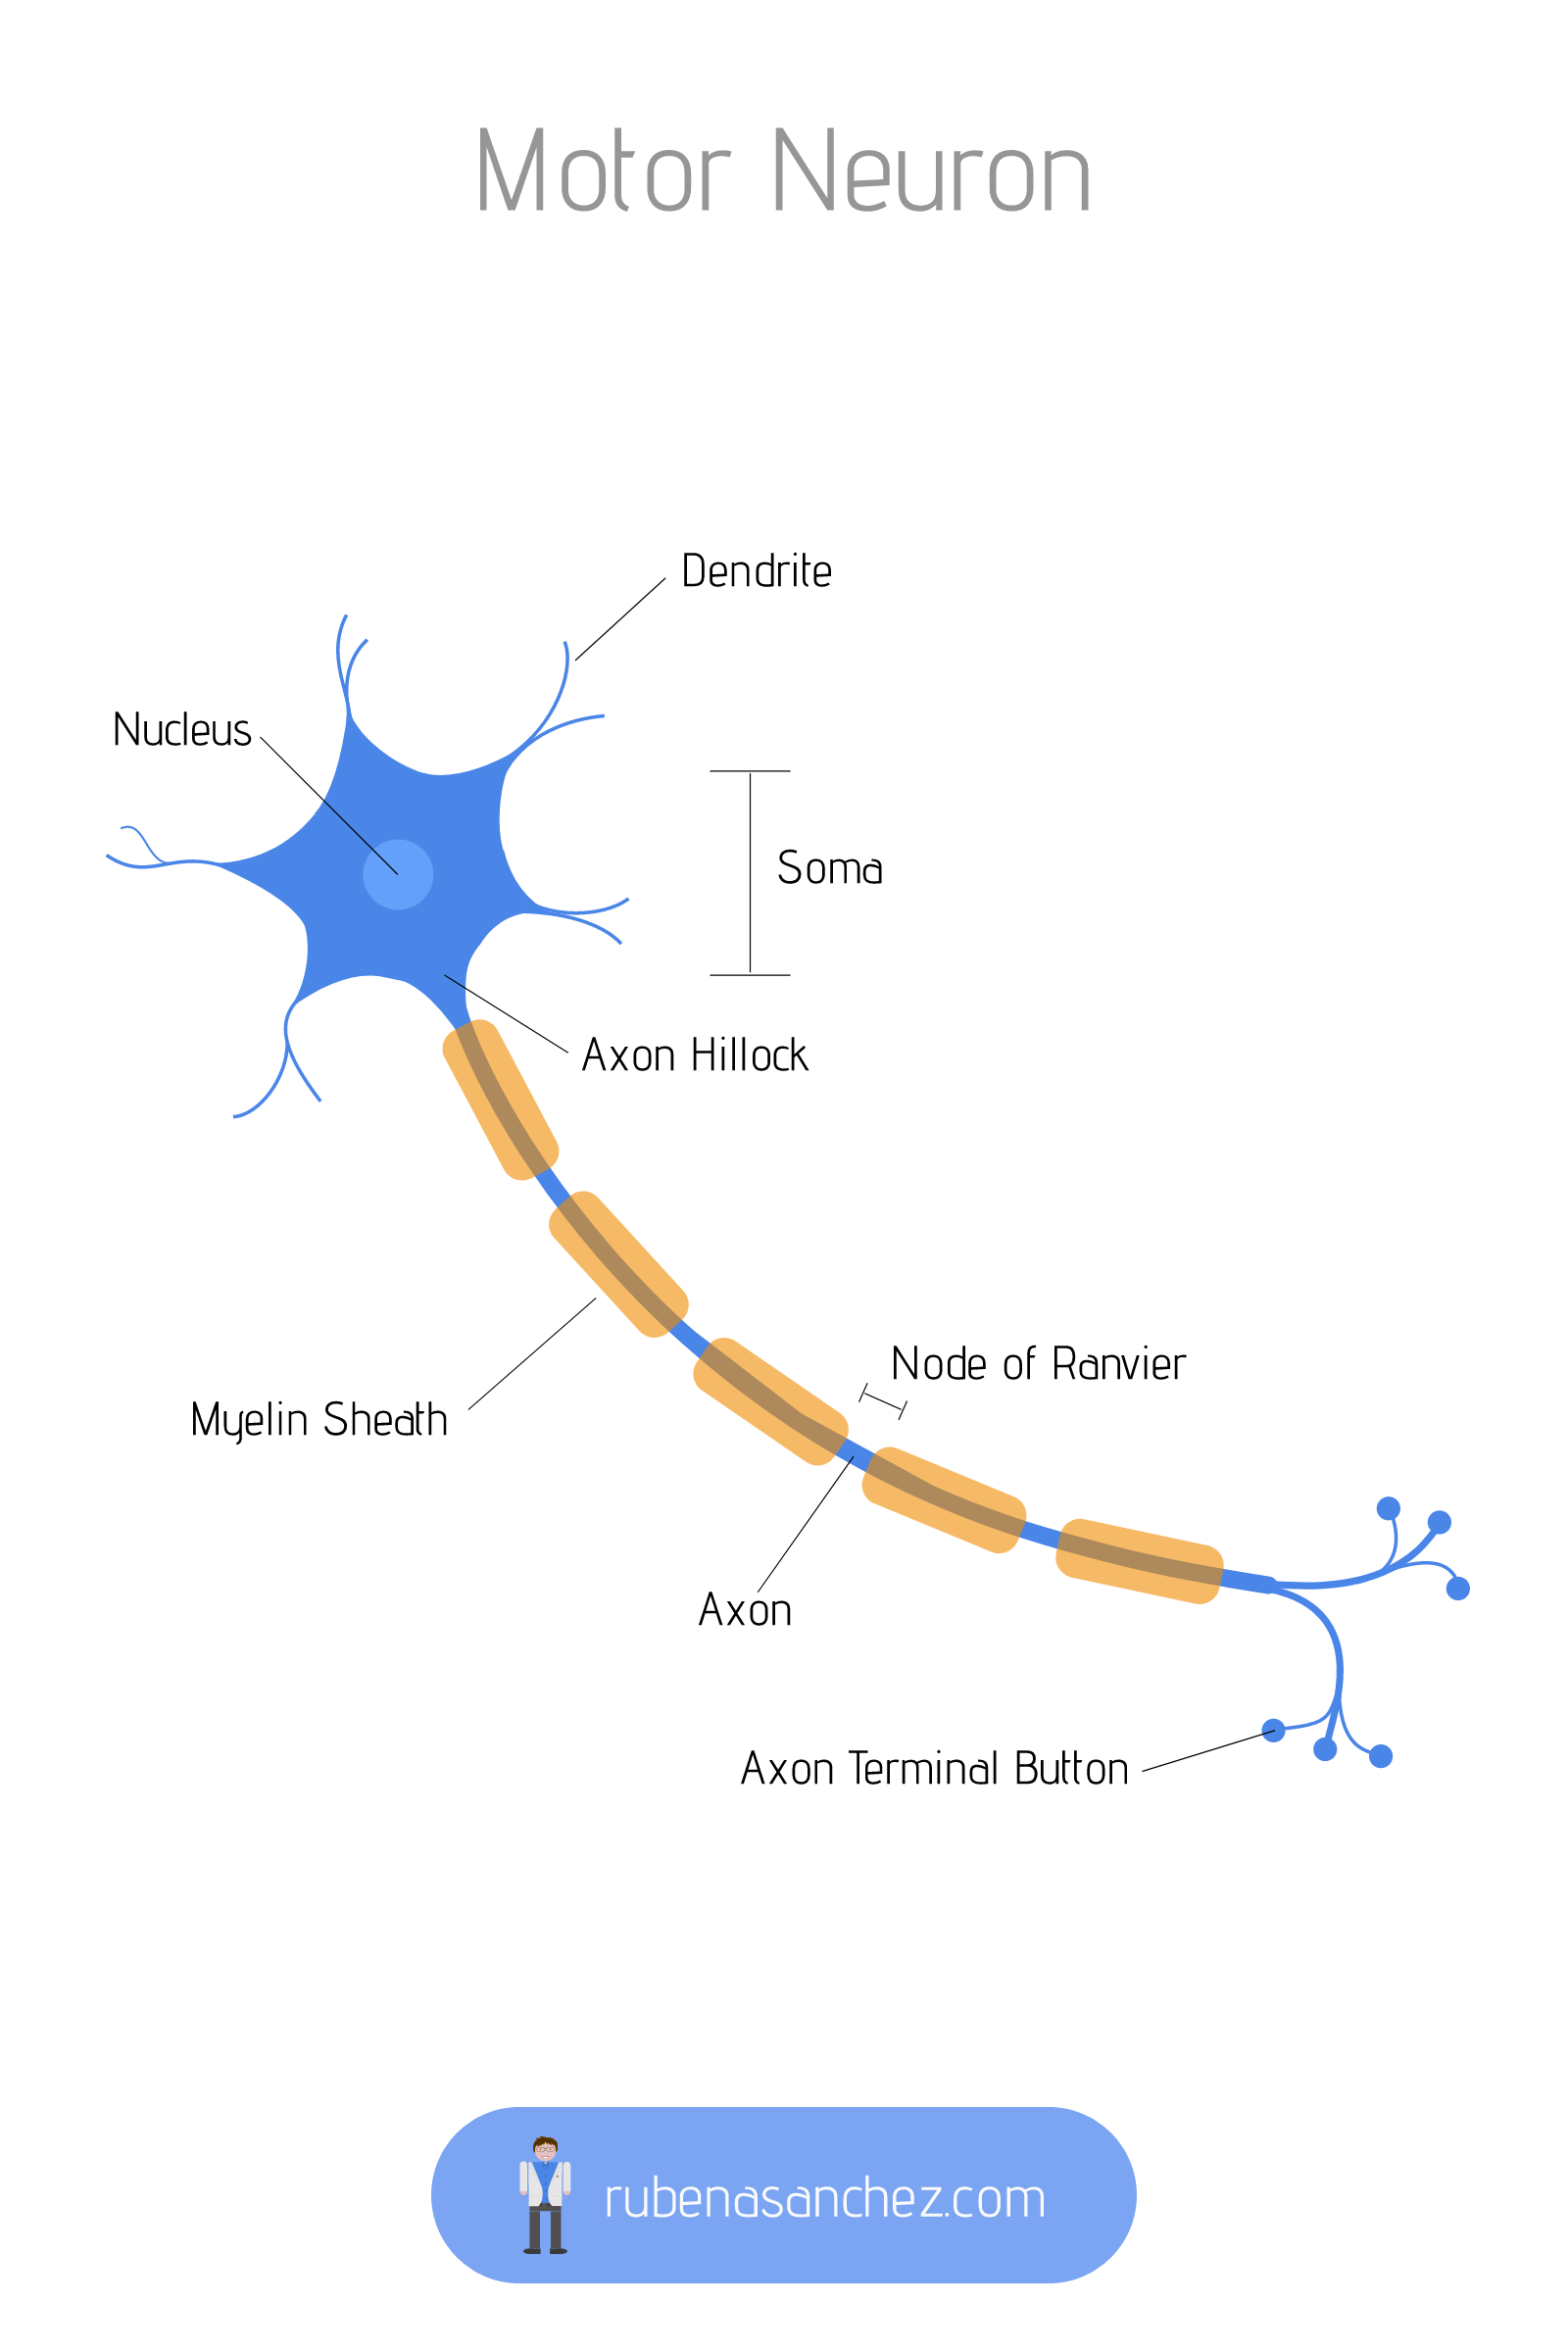 Motor Neuron
Dendrite
Nucleus
Soma
Axon Hillock
Node of Ranvier
Myelin Sheath
Axon
Axon Terminal Button
rubenasanchez.com